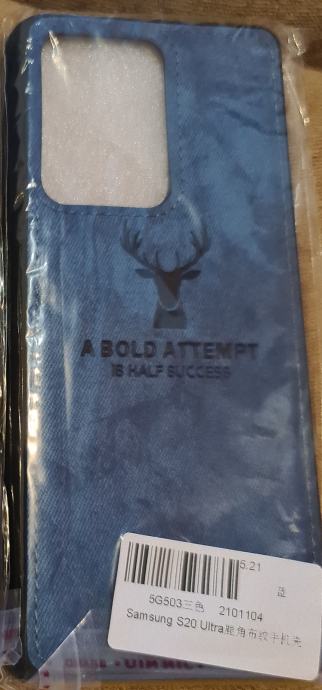 A BOLD ATTEMPT
IS HALF SUCCESS
5.21
蓝
5G503三色 2101104
Samsung S20 Ultra鹿角布纹手机壳